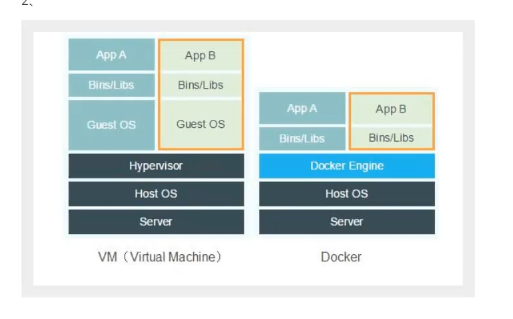 2、
App A App B
Bins/Libs Bins/Libs
Guest OS Guest OS
Hypervisor
Host OS
Server
VM（Virtual Machine）
App A App B
Bins/Libs Bins/Libs
Docker Engine
Host OS
Server
Docker